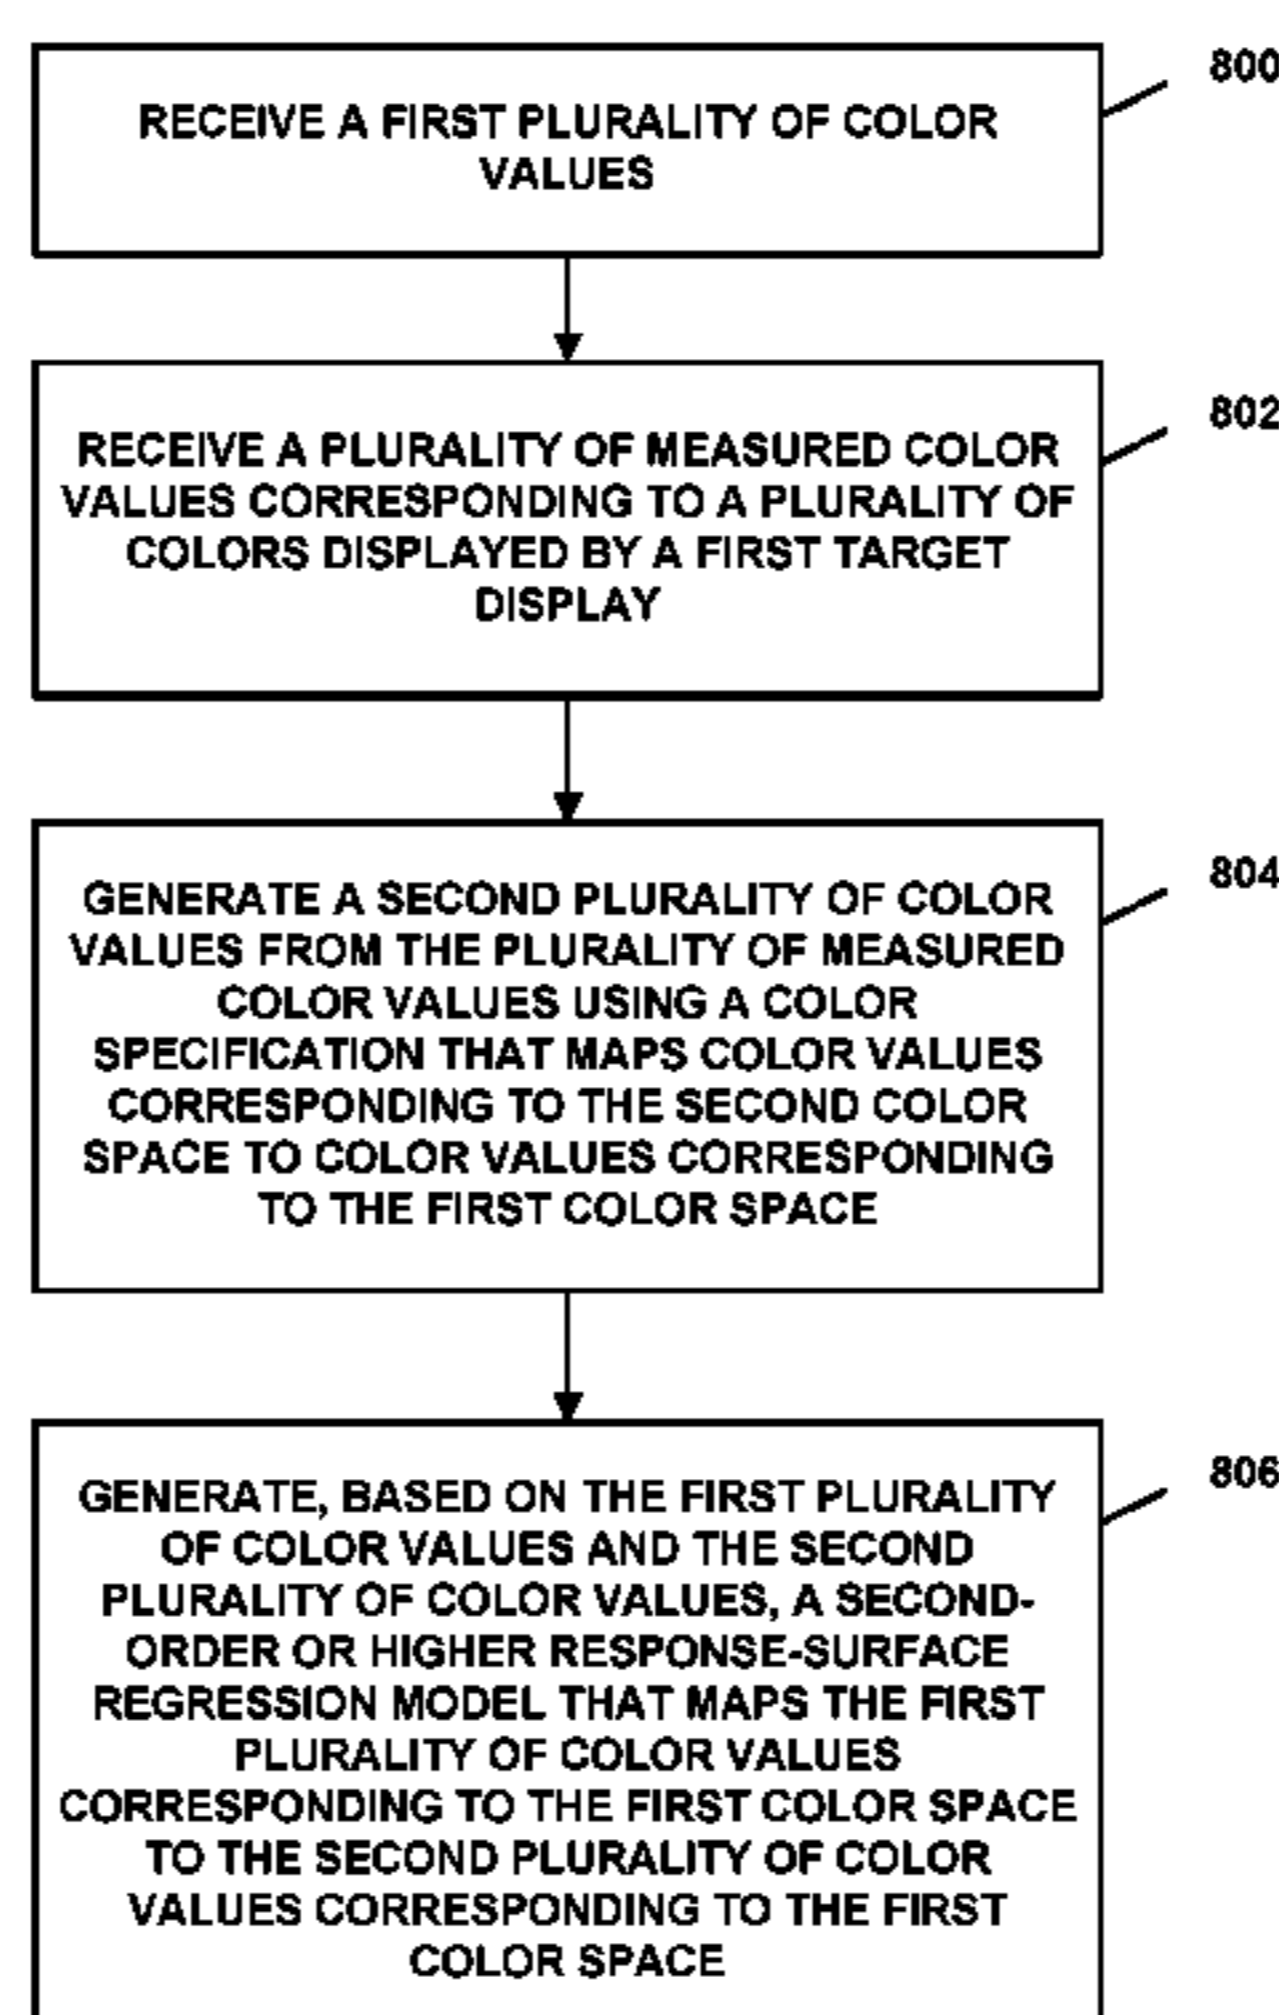 800
RECEIVE A FIRST PLURALITY OF COLOR
VALUES
802
RECEIVE A PLURALITY OF MEASURED COLOR
VALUES CORRESPONDING TO A PLURALITY OF
COLORS DISPLAYED BY A FIRST TARGET
DISPLAY
804
GENERATE A SECOND PLURALITY OF COLOR
VALUES FROM THE PLURALITY OF MEASURED
COLOR VALUES USING A COLOR
SPECIFICATION THAT MAPS COLOR VALUES
CORRESPONDING TO THE SECOND COLOR
SPACE TO COLOR VALUES CORRESPONDING
TO THE FIRST COLOR SPACE
806
GENERATE, BASED ON THE FIRST PLURALITY
OF COLOR VALUES AND THE SECOND
PLURALITY OF COLOR VALUES, A SECOND-
ORDER OR HIGHER RESPONSE-SURFACE
REGRESSION MODEL THAT MAPS THE FIRST
PLURALITY OF COLOR VALUES
CORRESPONDING TO THE FIRST COLOR SPACE
TO THE SECOND PLURALITY OF COLOR
VALUES CORRESPONDING TO THE FIRST
COLOR SPACE